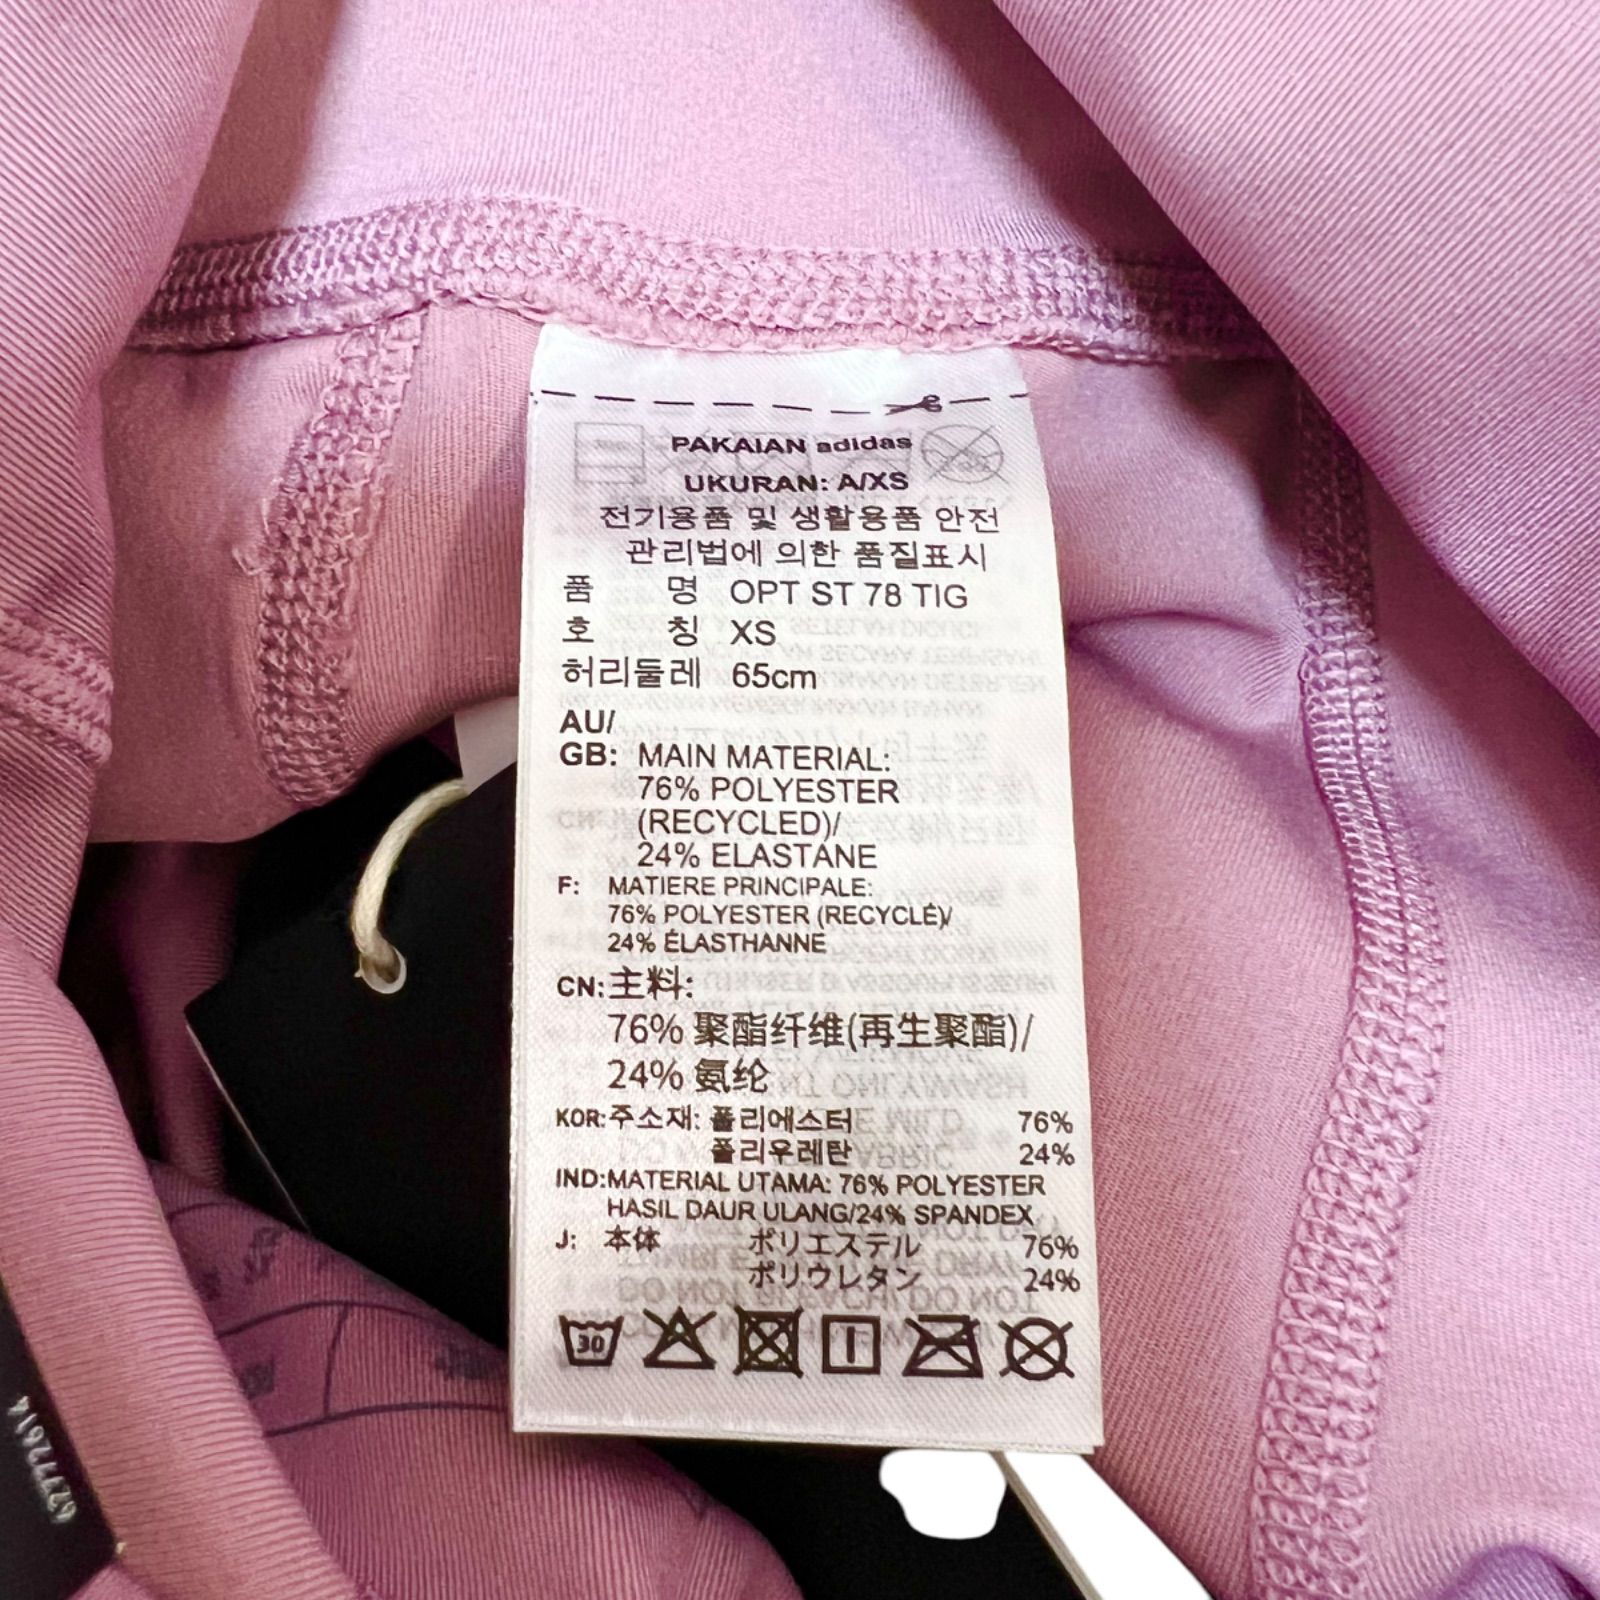 PAKAIAN adidas
UKURAN: A/XS
전기용품 및 생활용품 안전
관리법에 의한 품질표시
품 명 OPT ST 78 TIG
호 칭 XS
허리둘레 65cm
AU/
GB: MAIN MATERIAL:
76% POLYESTER
(RECYCLED)/
24% ELASTANE
F: MATIERE PRINCIPALE:
76% POLYESTER (RECYCLÉ)/
24% ÉLASTHANNE
CN: 主料:
76% 聚酯纤维(再生聚酯)/
24% 氨纶
KOR: 주소재: 폴리에스터 76%
폴리우레탄 24%
IND: MATERIAL UTAMA: 76% POLYESTER
HASIL DAUR ULANG/24% SPANDEX
J: 本体 ポリエステル 76%
ポリウレタン 24%
30